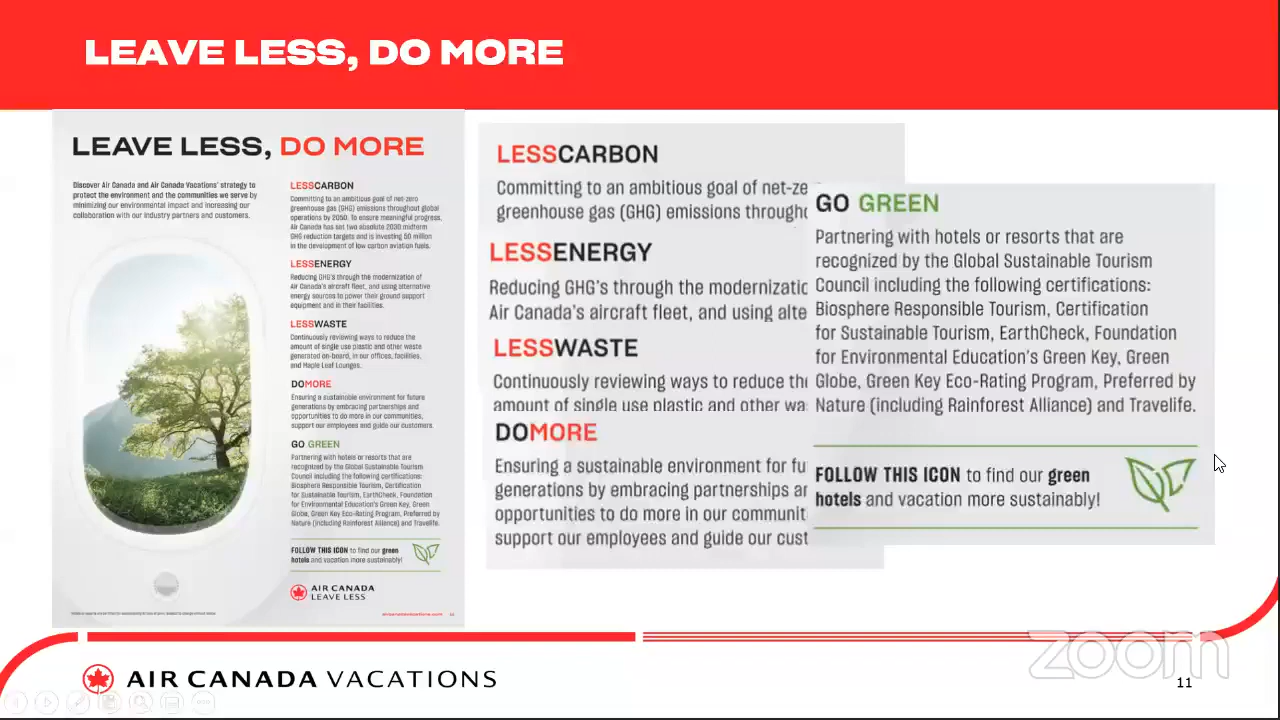 LEAVE LESS, DO MORE
LEAVE LESS, DO MORE
Discover Air Canada and Air Canada Vacations' strategy to
protect the environment and the communities we serve by
minimizing our environmental impact and increasing our
collaboration with our industry partners and customers.
LESSCARBON
Committing to an ambitious goal of net-zero
greenhouse gas (GHG) emissions throughout global
operations by 2050. To ensure meaningful progress,
Air Canada has set two absolute 2030 midterm
GHG reduction targets and is investing 50 million
in the development of low carbon aviation fuels.
LESSENERGY
Reducing GHG's through the modernization of
Air Canada's aircraft fleet, and using alternative
energy sources to power their ground support
equipment and in their facilities.
LESSWASTE
Continuously reviewing ways to reduce the
amount of single use plastic and other waste
generated on-board, in our offices, facilities,
and Maple Leaf Lounges.
DOMORE
Ensuring a sustainable environment for future
generations by embracing partnerships and
opportunities to do more in our communities,
support our employees and guide our customers.
GO GREEN
Partnering with hotels or resorts that are
recognized by the Global Sustainable Tourism
Council including the following certifications:
Biosphere Responsible Tourism, Certification
for Sustainable Tourism, EarthCheck, Foundation
for Environmental Education's Green Key, Green
Globe, Green Key Eco-Rating Program, Preferred by
Nature (including Rainforest Alliance) and Travelife.
FOLLOW THIS ICON to find our green
hotels and vacation more sustainably!
AIR CANADA
LEAVE LESS
aircanadavacations.com
LESSCARBON
Committing to an ambitious goal of net-ze
greenhouse gas (GHG) emissions througho
LESSENERGY
Reducing GHG's through the modernizatio
Air Canada's aircraft fleet, and using alte
LESSWASTE
Continuously reviewing ways to reduce the
amount of single use plastic and other wa
DOMORE
Ensuring a sustainable environment for fu
generations by embracing partnerships ar
opportunities to do more in our communit
support our employees and guide our cust
GO GREEN
Partnering with hotels or resorts that are
recognized by the Global Sustainable Tourism
Council including the following certifications:
Biosphere Responsible Tourism, Certification
for Sustainable Tourism, EarthCheck, Foundation
for Environmental Education's Green Key, Green
Globe, Green Key Eco-Rating Program, Preferred by
Nature (including Rainforest Alliance) and Travelife.
FOLLOW THIS ICON to find our green
hotels and vacation more sustainably!
AIR CANADA VACATIONS
zoom
11